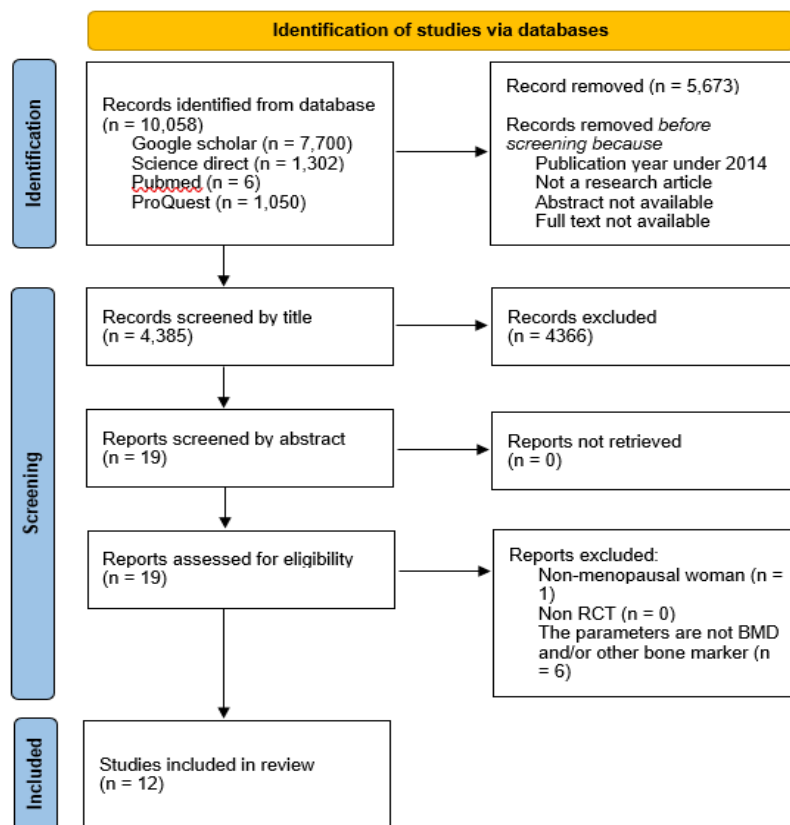 Identification of studies via databases
Identification
Records identified from database
(n = 10,058)
Google scholar (n = 7,700)
Science direct (n = 1,302)
Pubmed (n = 6)
ProQuest (n = 1,050)
Record removed (n = 5,673)
Records removed before
screening because
Publication year under 2014
Not a research article
Abstract not available
Full text not available
Screening
Records screened by title
(n = 4,385)
Records excluded
(n = 4366)
Reports screened by abstract
(n = 19)
Reports not retrieved
(n = 0)
Reports assessed for eligibility
(n = 19)
Reports excluded:
Non-menopausal woman (n =
1)
Non RCT (n = 0)
The parameters are not BMD
and/or other bone marker (n
= 6)
Included
Studies included in review
(n = 12)